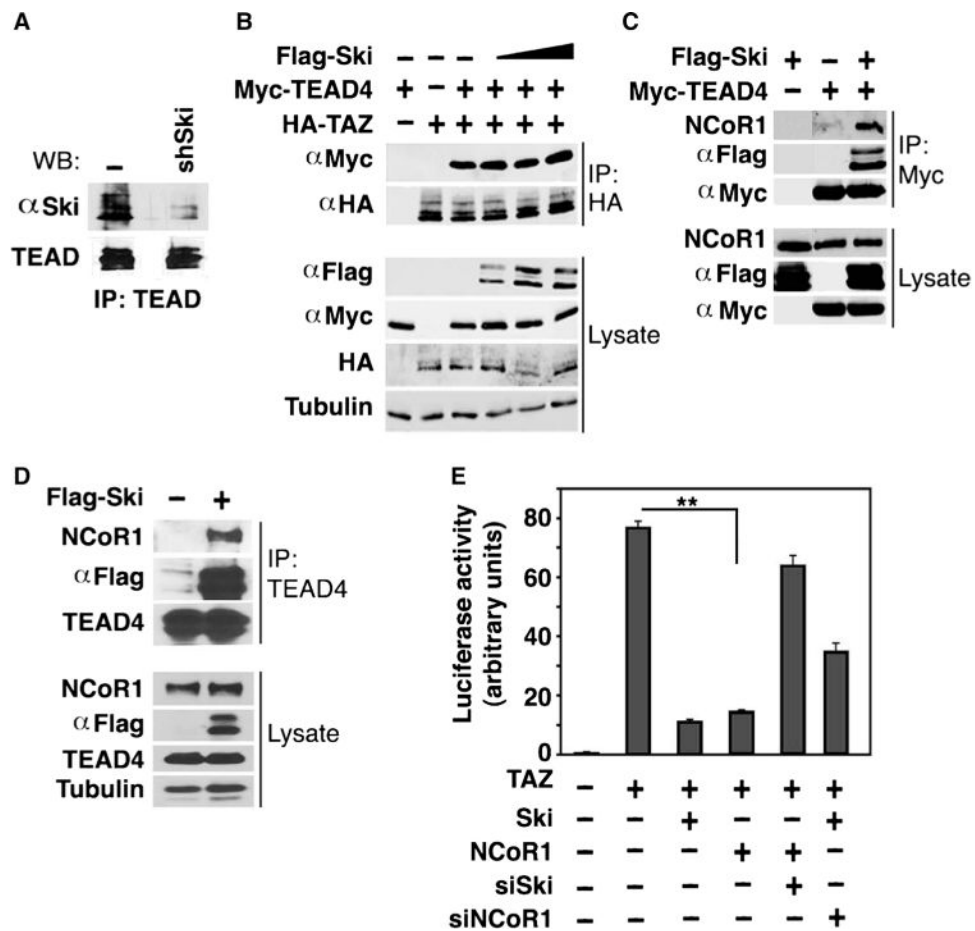 A
WB: – shSki
αSki
TEAD
IP: TEAD
B
Flag-Ski – – –
Myc-TEAD4 + – + + + +
HA-TAZ – + + + + +
αMyc
αHA
IP:
HA
αFlag
αMyc
HA
Tubulin
Lysate
C
Flag-Ski + – +
Myc-TEAD4 – + +
NCoR1
αFlag
αMyc
IP:
Myc
NCoR1
αFlag
αMyc
Lysate
D
Flag-Ski – +
NCoR1
αFlag
TEAD4
IP:
TEAD4
NCoR1
αFlag
TEAD4
Tubulin
Lysate
E
Luciferase activity
(arbitrary units)
80
60
40
20
0
**
TAZ – + + + + +
Ski – – + – – +
NCoR1 – – – + + –
siSki – – – – + –
siNCoR1 – – – – – +